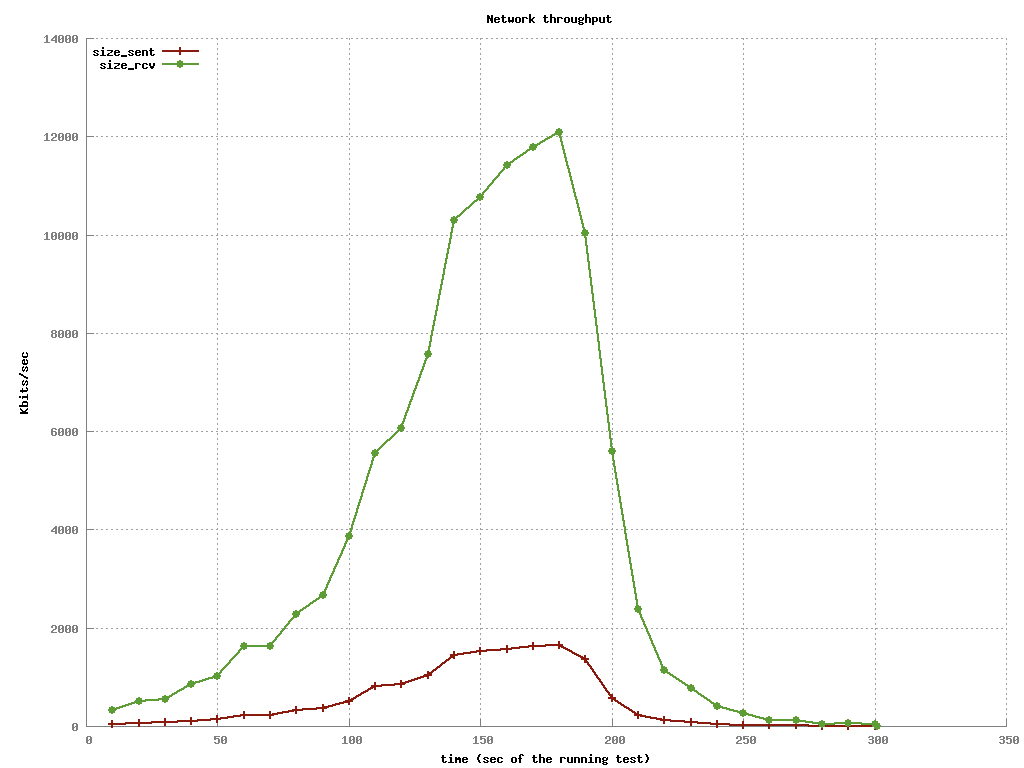 Network throughput
14000
size_sent
size_rcv
12000
10000
8000
Kbits/sec
6000
4000
2000
0
0 50 100 150 200 250 300 350
time (sec of the running test)